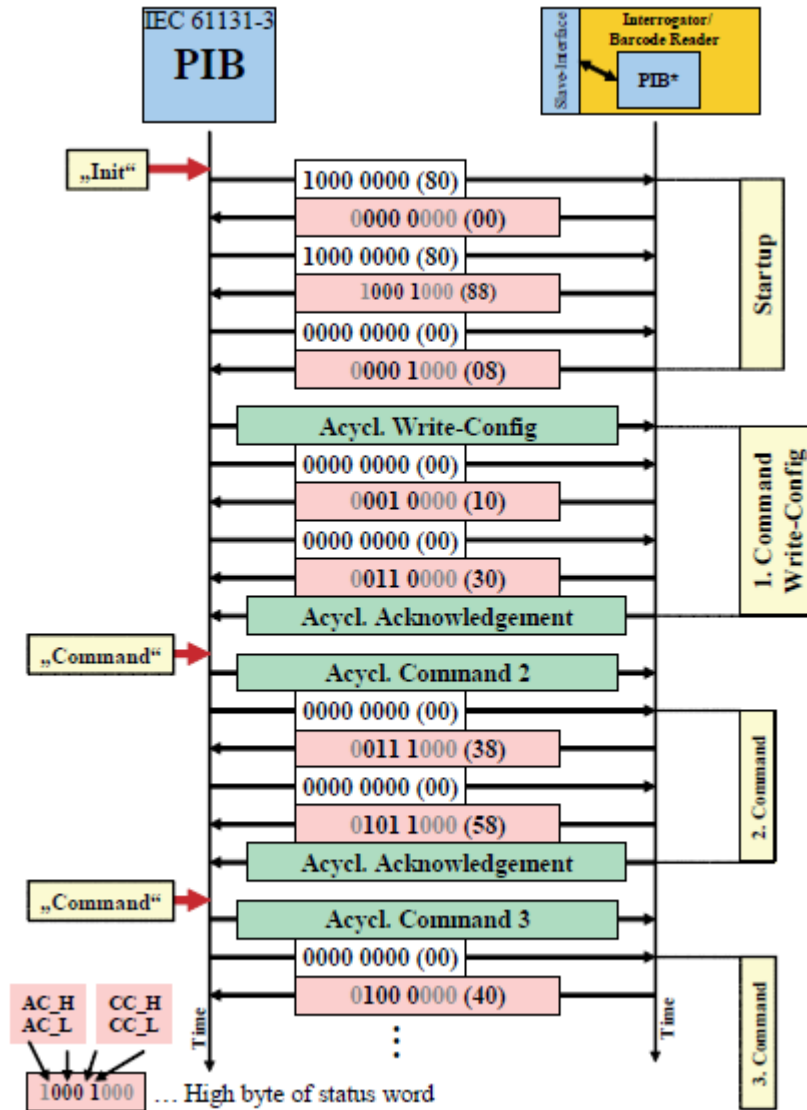 IEC 61131-3
PIB
Slave-Interface
Interrogator/
Barcode Reader
PIB*
„Init“
1000 0000 (80)
0000 0000 (00)
1000 0000 (80)
1000 1000 (88)
0000 0000 (00)
0000 1000 (08)
Startup
Acycl. Write-Config
0000 0000 (00)
0001 0000 (10)
0000 0000 (00)
0011 0000 (30)
Acycl. Acknowledgement
1. Command
Write-Config
„Command“
Acycl. Command 2
0000 0000 (00)
0011 1000 (38)
0000 0000 (00)
0101 1000 (58)
Acycl. Acknowledgement
2. Command
„Command“
Acycl. Command 3
0000 0000 (00)
0100 0000 (40)
3. Command
AC_H
AC_L
CC_H
CC_L
Time
⋮
Time
1000 1000
... High byte of status word